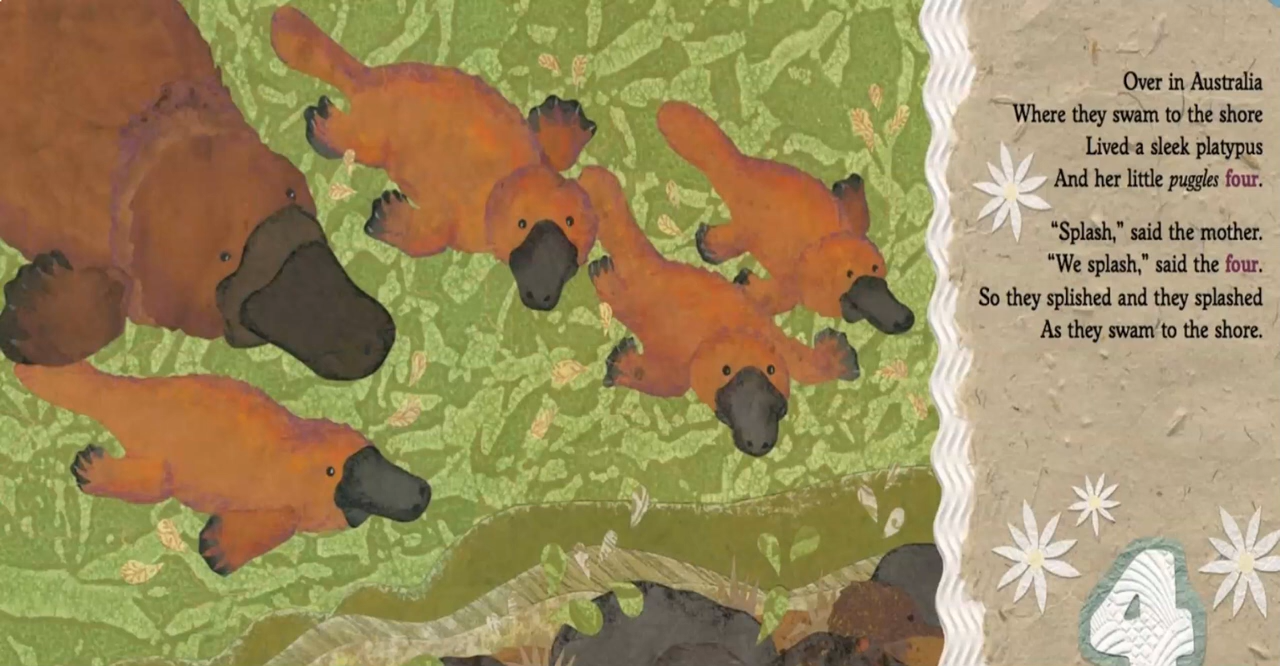 Over in Australia
Where they swam to the shore
Lived a sleek platypus
And her little puggles four.
“Splash,” said the mother.
“We splash,” said the four.
So they splished and they splashed
As they swam to the shore.
4